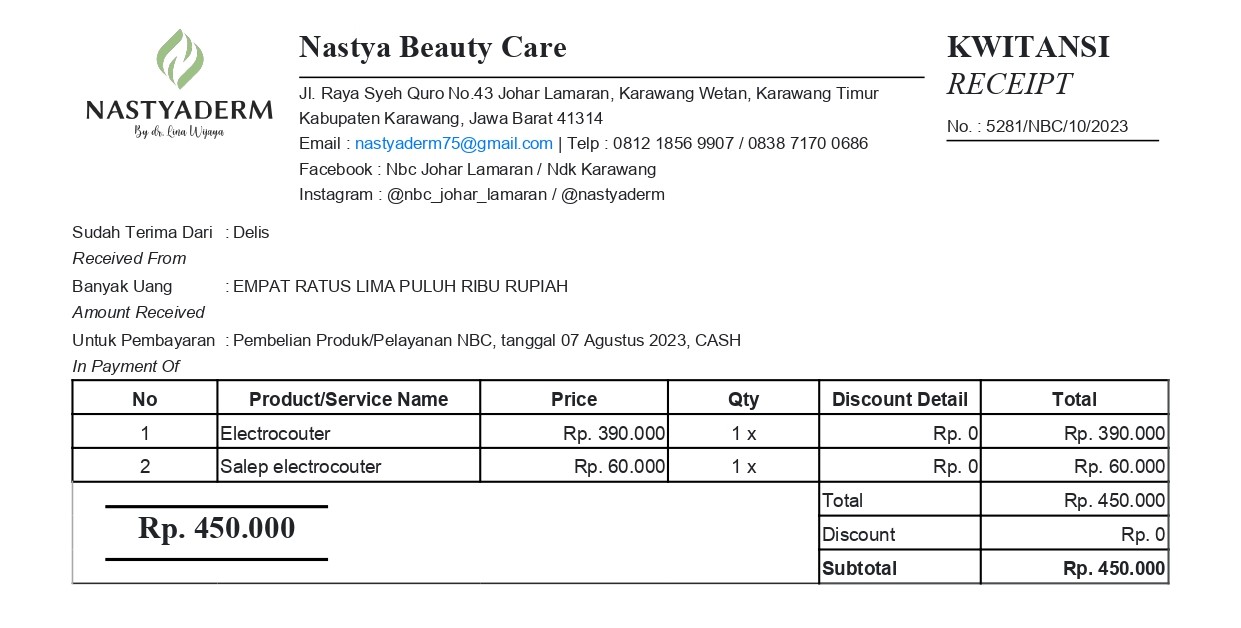 NASTYADERM
By dr. Lina Wijaya
Nastya Beauty Care
Jl. Raya Syeh Quro No.43 Johar Lamaran, Karawang Wetan, Karawang Timur
Kabupaten Karawang, Jawa Barat 41314
Email : nastyaderm75@gmail.com | Telp : 0812 1856 9907 / 0838 7170 0686
Facebook : Nbc Johar Lamaran / Ndk Karawang
Instagram : @nbc_johar_lamaran / @nastyaderm
KWITANSI
RECEIPT
No. : 5281/NBC/10/2023
Sudah Terima Dari : Delis
Received From
Banyak Uang : EMPAT RATUS LIMA PULUH RIBU RUPIAH
Amount Received
Untuk Pembayaran : Pembelian Produk/Pelayanan NBC, tanggal 07 Agustus 2023, CASH
In Payment Of
No Product/Service Name Price Qty Discount Detail Total
1 Electrocouter Rp. 390.000 1 x Rp. 0 Rp. 390.000
2 Salep electrocouter Rp. 60.000 1 x Rp. 0 Rp. 60.000
Total Rp. 450.000
Rp. 450.000
Discount Rp. 0
Subtotal Rp. 450.000